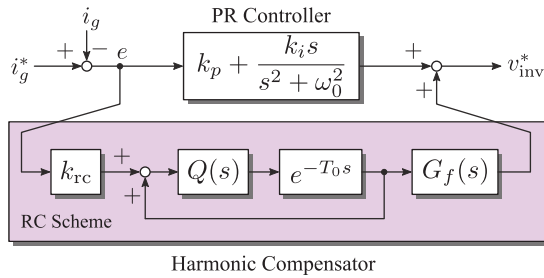 i_g PR Controller
i_g^* + − e k_p + \frac{k_i s}{s^2 + \omega_0^2} + + v_{inv}^*
k_{rc} + + Q(s) e^{-T_0 s} G_f(s)
RC Scheme
Harmonic Compensator